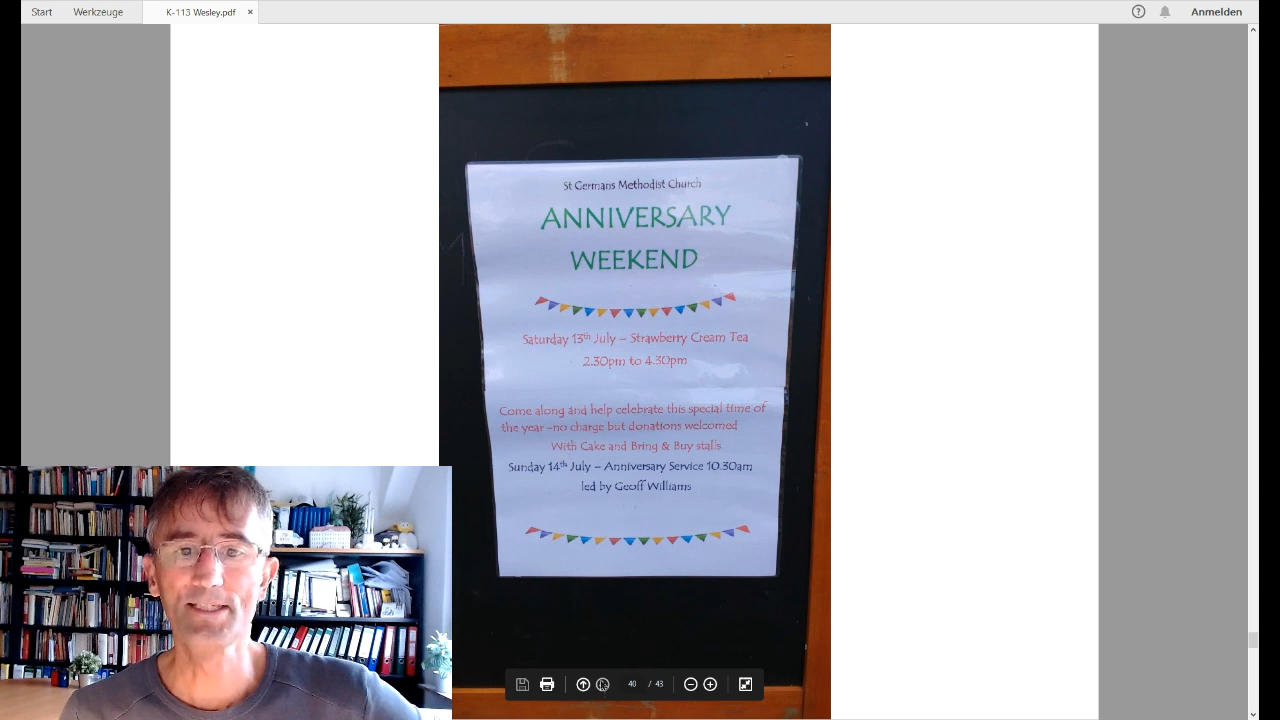 Start Werkzeuge K-113 Wesley.pdf × Anmelden
St Germans Methodist Church
ANNIVERSARY
WEEKEND
Saturday 13th July – Strawberry Cream Tea
2.30pm to 4.30pm
Come along and help celebrate this special time of
the year –no charge but donations welcomed
With Cake and Bring & Buy stalls
Sunday 14th July – Anniversary Service 10.30am
led by Geoff Williams
40 / 43